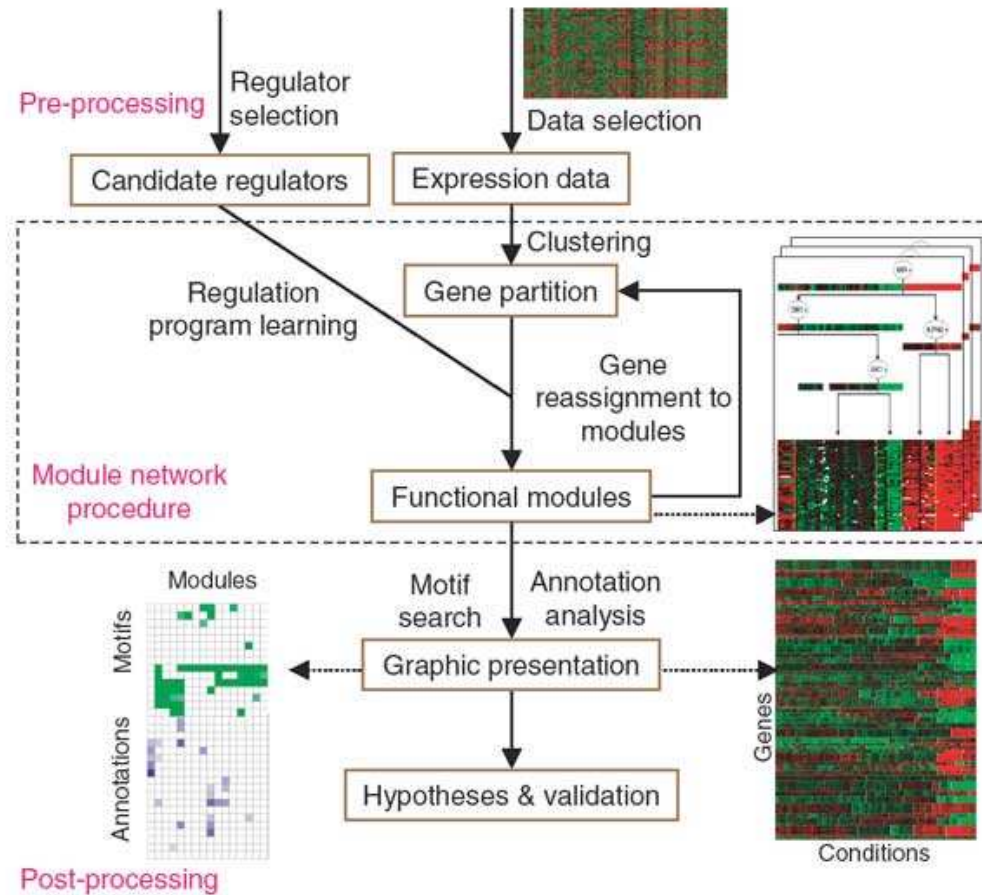 Regulator
selection
Pre-processing
Data selection
Candidate regulators
Expression data
Clustering
Gene partition
Regulation
program learning
Gene
reassignment to
modules
Module network
procedure
Functional modules
Modules
Motif
search
Annotation
analysis
Motifs
Graphic presentation
Genes
Annotations
Hypotheses & validation
Conditions
Post-processing